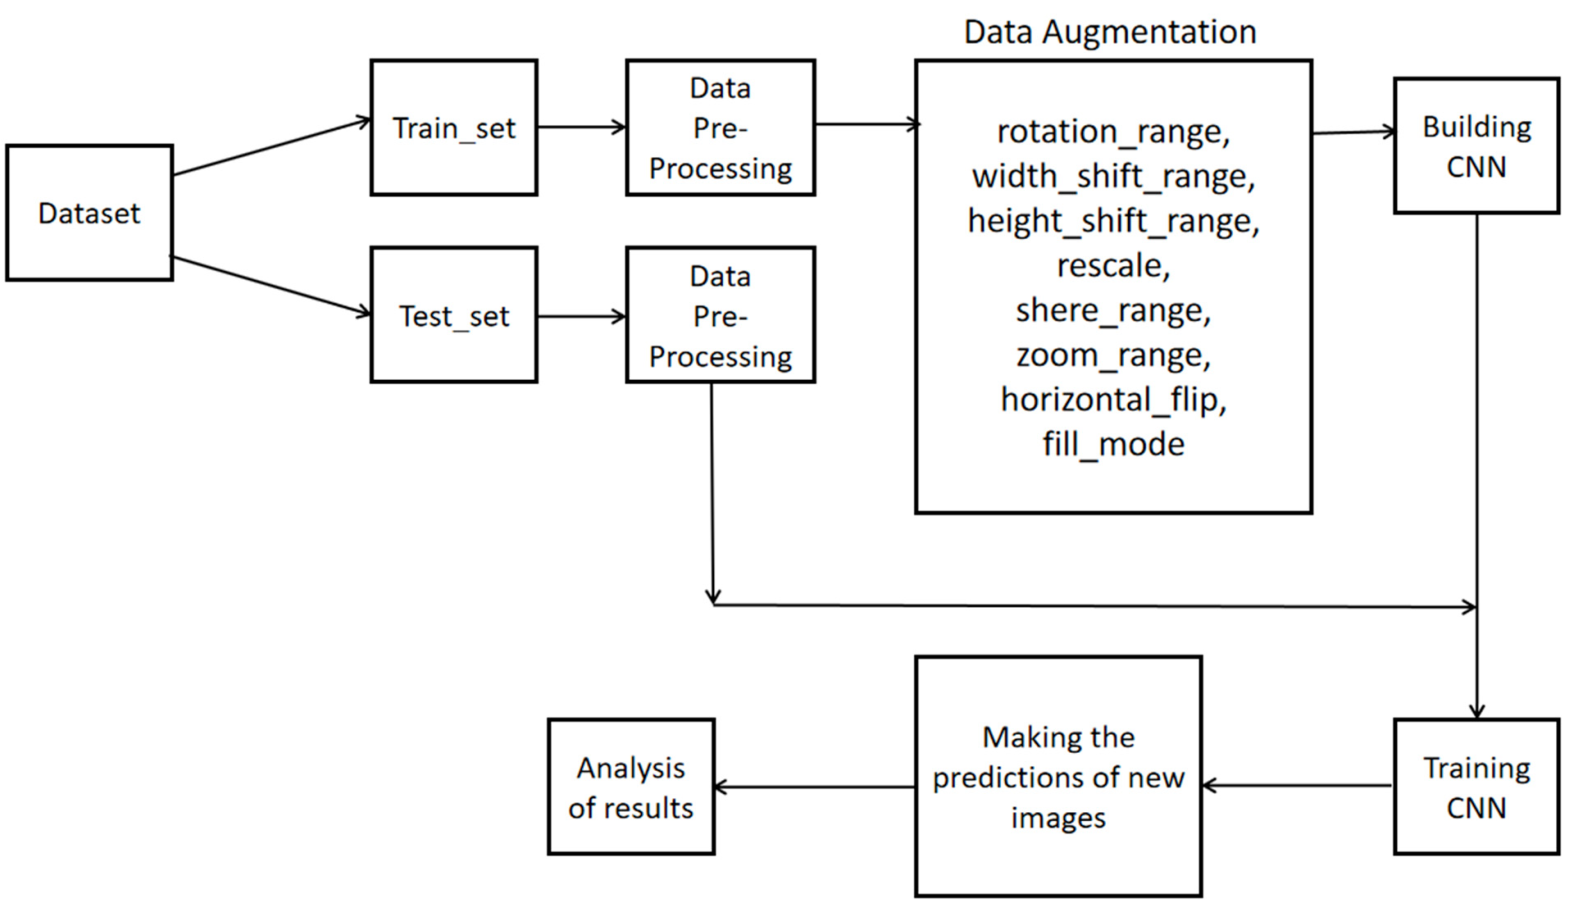 Data Augmentation
Dataset
Train_set
Data
Pre-
Processing
rotation_range,
width_shift_range,
height_shift_range,
rescale,
shere_range,
zoom_range,
horizontal_flip,
fill_mode
Building
CNN
Test_set
Data
Pre-
Processing
Training
CNN
Making the
predictions of new
images
Analysis
of results